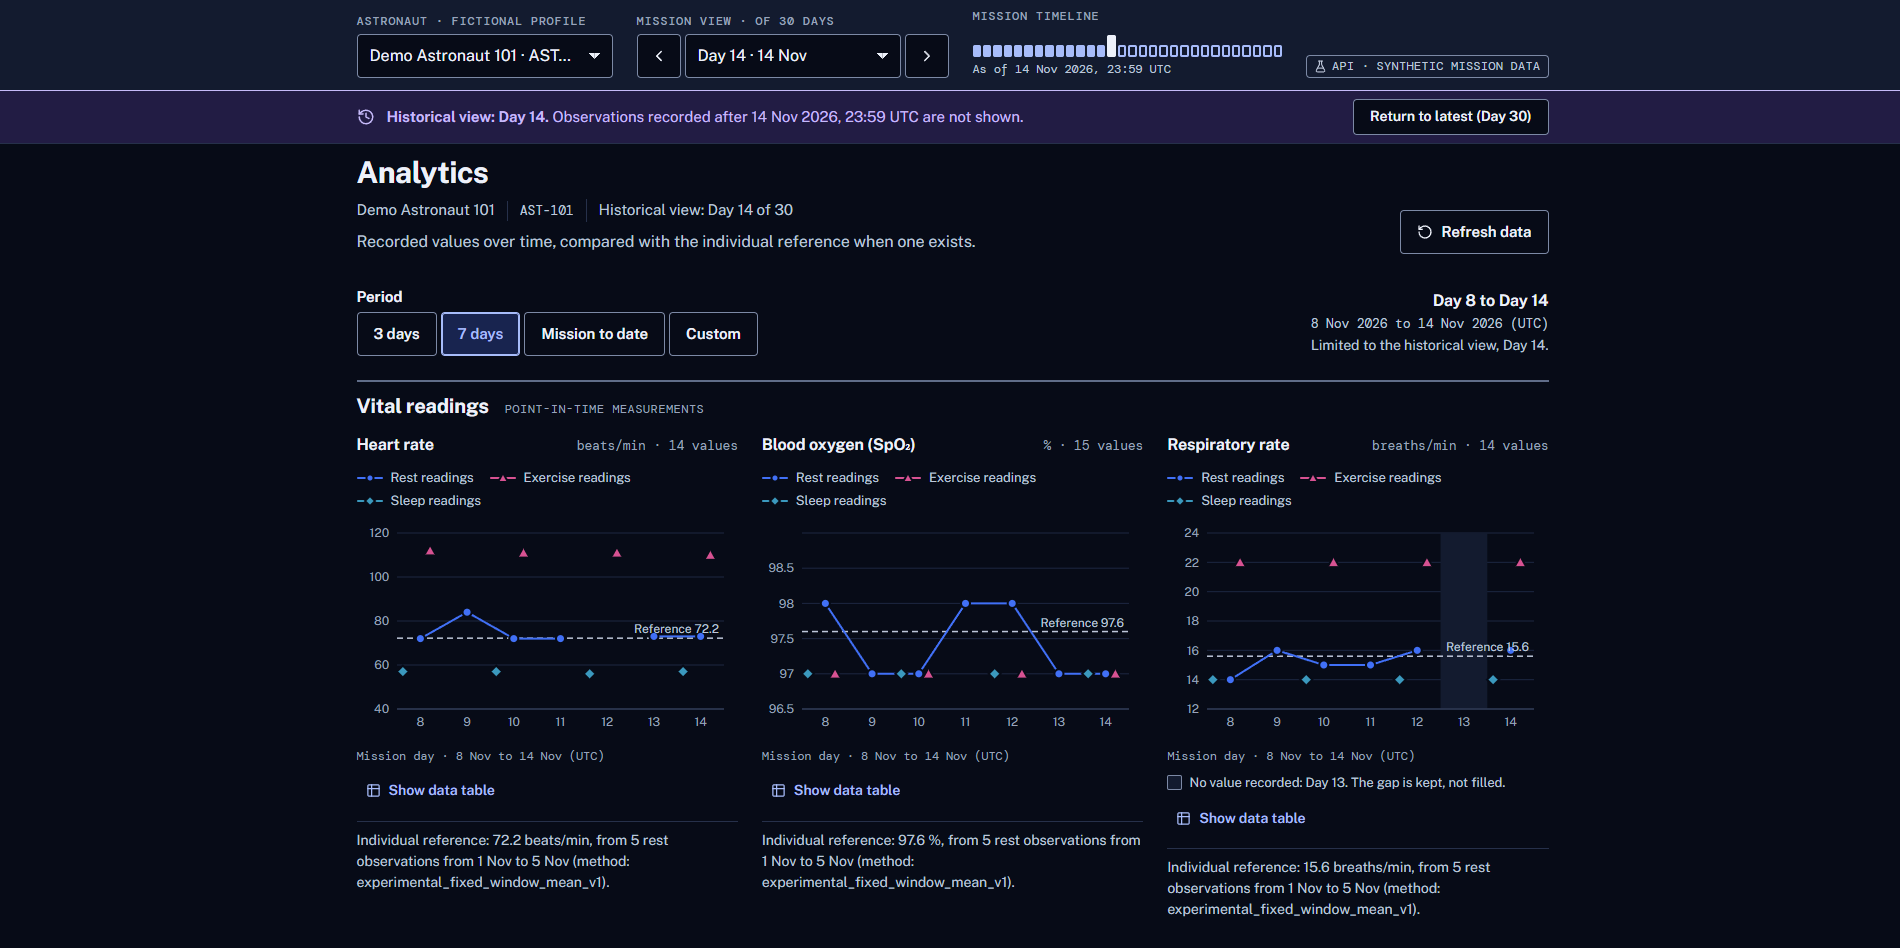 ASTRONAUT · FICTIONAL PROFILE
Demo Astronaut 101 · AST...
MISSION VIEW · OF 30 DAYS
Day 14 · 14 Nov
MISSION TIMELINE
As of 14 Nov 2026, 23:59 UTC
API · SYNTHETIC MISSION DATA
Historical view: Day 14. Observations recorded after 14 Nov 2026, 23:59 UTC are not shown.
Return to latest (Day 30)
Analytics
Demo Astronaut 101 AST-101 Historical view: Day 14 of 30
Recorded values over time, compared with the individual reference when one exists.
Refresh data
Period
3 days 7 days Mission to date Custom
Day 8 to Day 14
8 Nov 2026 to 14 Nov 2026 (UTC)
Limited to the historical view, Day 14.
Vital readings POINT-IN-TIME MEASUREMENTS
Heart rate beats/min · 14 values
Rest readings Exercise readings
Sleep readings
120
100
80
60
40
Reference 72.2
8 9 10 11 12 13 14
Mission day · 8 Nov to 14 Nov (UTC)
Show data table
Individual reference: 72.2 beats/min, from 5 rest
observations from 1 Nov to 5 Nov (method:
experimental_fixed_window_mean_v1).
Blood oxygen (SpO₂) % · 15 values
Rest readings Exercise readings
Sleep readings
98.5
98
97.5
97
96.5
Reference 97.6
8 9 10 11 12 13 14
Mission day · 8 Nov to 14 Nov (UTC)
Show data table
Individual reference: 97.6 %, from 5 rest observations from
1 Nov to 5 Nov (method:
experimental_fixed_window_mean_v1).
Respiratory rate breaths/min · 14 values
Rest readings Exercise readings
Sleep readings
24
22
20
18
16
14
12
Reference 15.6
8 9 10 11 12 13 14
Mission day · 8 Nov to 14 Nov (UTC)
No value recorded: Day 13. The gap is kept, not filled.
Show data table
Individual reference: 15.6 breaths/min, from 5 rest
observations from 1 Nov to 5 Nov (method:
experimental_fixed_window_mean_v1).